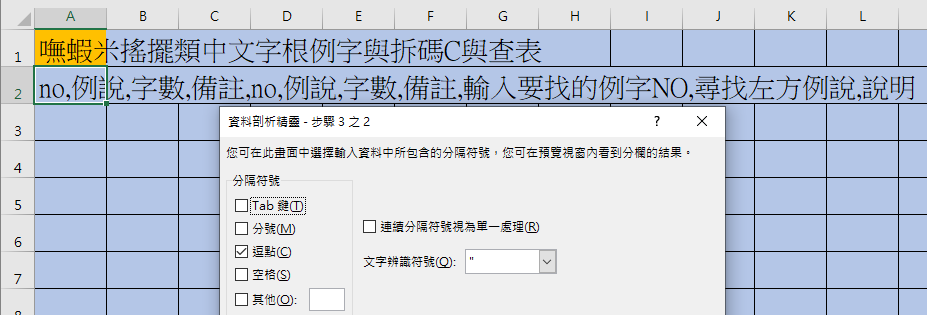 A B C D E F G H I J K L
1 嘸蝦米搖擺類中文字根例字與拆碼C與查表
2 no,例說,字數,備註,no,例說,字數,備註,輸入要找的例字NO,尋找左方例說,說明
3
4
5
6
7
8
資料剖析精靈 - 步驟 3 之 2 ?
您可在此畫面中選擇輸入資料中所包含的分隔符號，您可在預覽視窗內看到分欄的結果。
分隔符號
Tab 鍵(T)
分號(M)
逗點(C)
空格(S)
其他(O):
連續分隔符號視為單一處理(R)
文字辨識符號(Q): "